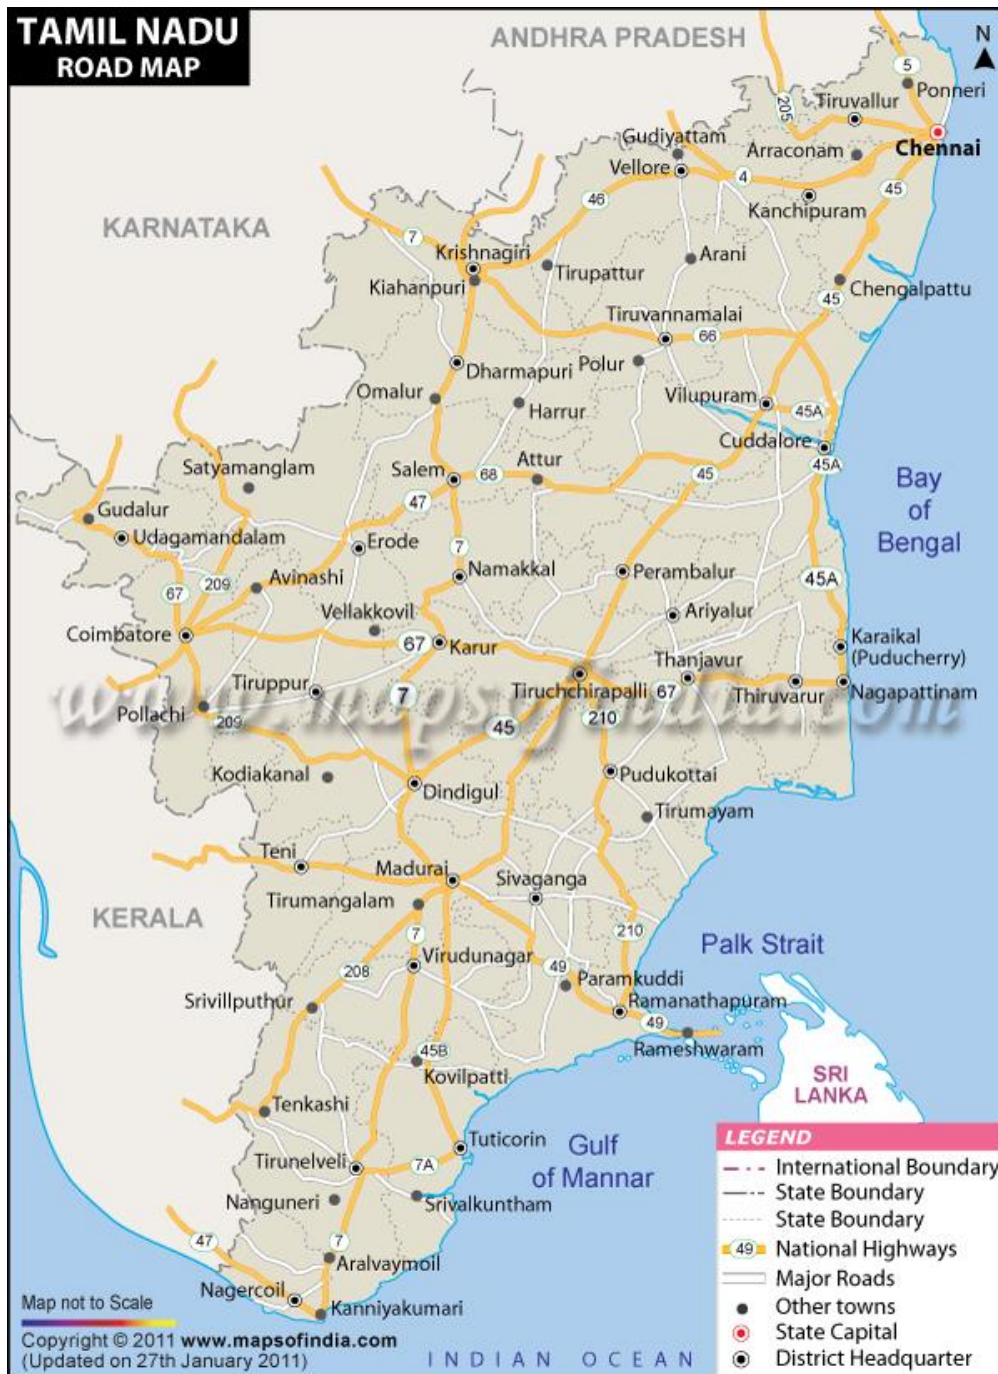 TAMIL NADU
ROAD MAP
ANDHRA PRADESH
N
5
Ponneri
205
Tiruvallur
Chennai
Gudiyattam
Arraconam
Vellore
4
45
46
Kanchipuram
KARNATAKA
7
Krishnagiri
Arani
Tirupattur
Kiahanpuri
Chengalpattu
45
Tiruvannamalai
66
Dharmapuri
Polur
Omalur
Vilupuram
45A
Harrur
Cuddalore
Satyamanglam
Salem
68
Attur
45
45A
Bay
of
Bengal
47
Gudalur
Udagamandalam
Erode
7
Namakkal
Perambalur
45A
209
Avinashi
67
Vellakkovil
Ariyalur
Coimbatore
67
Karur
Karaikal
(Puducherry)
Thanjavur
Tiruppur
7
Tiruchchirapalli
67
Thiruvarur
Nagapattinam
www.mapsofindia.com
Pollachi
209
45
210
Kodiakanal
Dindigul
Pudukottai
Tirumayam
Teni
Madurai
Sivaganga
Tirumangalam
KERALA
7
210
Palk Strait
208
Virudunagar
49
Paramkuddi
Srivillputhur
Ramanathapuram
49
Rameshwaram
45B
Kovilpatti
SRI
LANKA
Tenkashi
Tuticorin
Gulf
of Mannar
Tirunelveli
7A
Nanguneri
Srivalkuntham
47
7
Aralvaymoil
Nagercoil
Kanniyakumari
LEGEND
International Boundary
State Boundary
State Boundary
49 National Highways
Major Roads
Other towns
State Capital
District Headquarter
Map not to Scale
Copyright © 2011 www.mapsofindia.com
(Updated on 27th January 2011)
INDIAN OCEAN